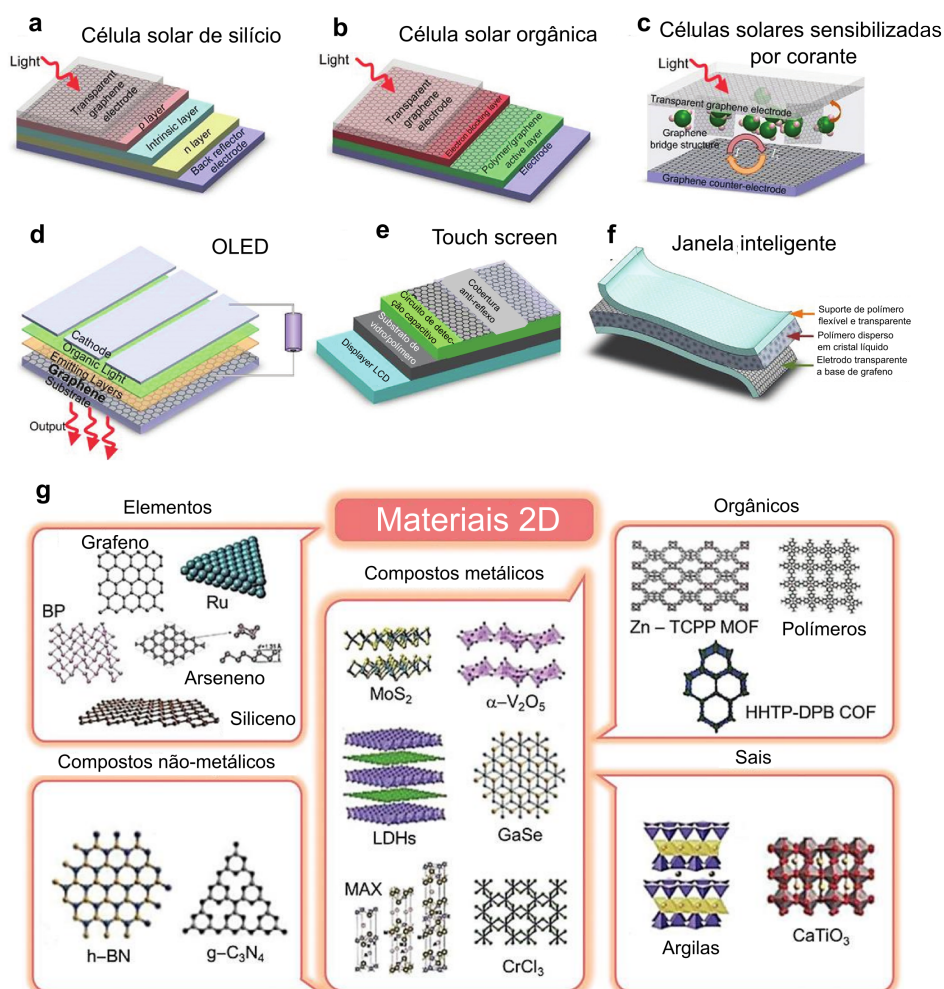 a
Célula solar de silício
Light
Transparent
graphene
electrode
p layer
Intrinsic layer
n layer
Back reflector
electrode
b
Célula solar orgânica
Light
Transparent
graphene
electrode
Electron blocking layer
Polymer/graphene
active layer
Electrode
c
Células solares sensibilizadas
por corante
Light
Transparent graphene electrode
Graphene
bridge structure
Graphene counter-electrode
d
OLED
Cathode
Organic Light
Emitting Layers
Graphene
Substrate
Output
e
Touch screen
Cobertura
anti-reflexo
Circuito de detec-
ção capacitivo
Substrato de
vidro/polímero
Displayer LCD
f
Janela inteligente
Suporte de polímero
flexível e transparente
Polímero disperso
em cristal líquido
Eletrodo transparente
a base de grafeno
g
Materiais 2D
Elementos
Grafeno
Ru
BP
Arseneno
Siliceno
Compostos metálicos
MoS2
α–V2O5
LDHs
GaSe
MAX
CrCl3
Orgânicos
Zn – TCPP MOF
Polímeros
HHTP-DPB COF
Compostos não-metálicos
h–BN
g–C3N4
Sais
Argilas
CaTiO3